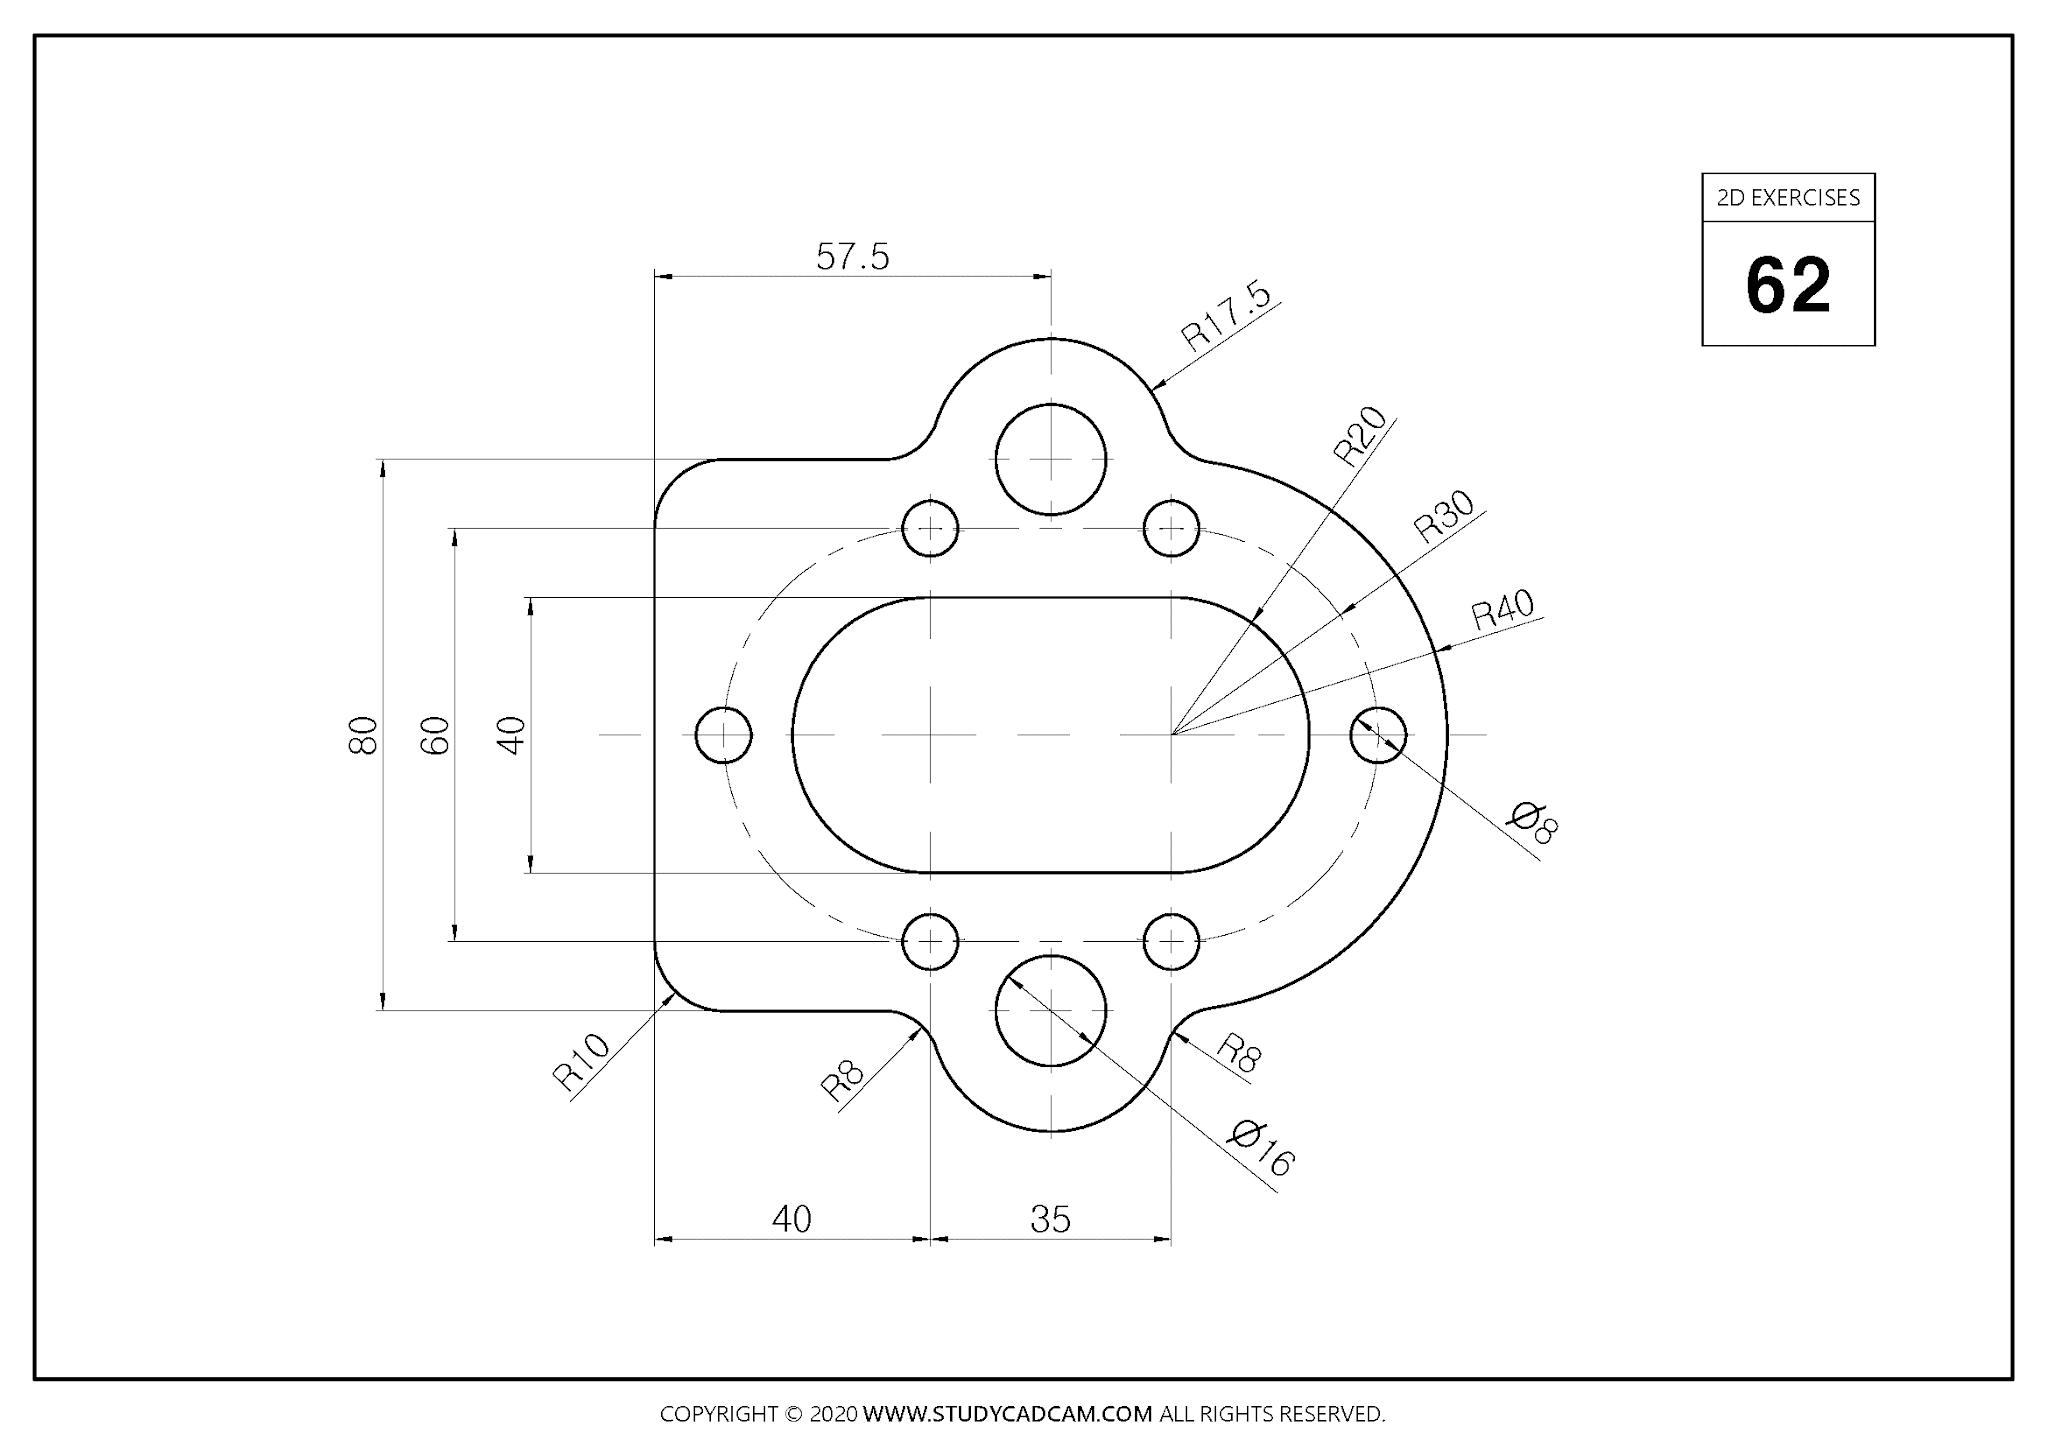 2D EXERCISES
62
57.5
R17.5
R20
R30
R40
80
60
40
Ø8
R10
R8
R8
Ø16
40
35
COPYRIGHT © 2020 WWW.STUDYCADCAM.COM ALL RIGHTS RESERVED.